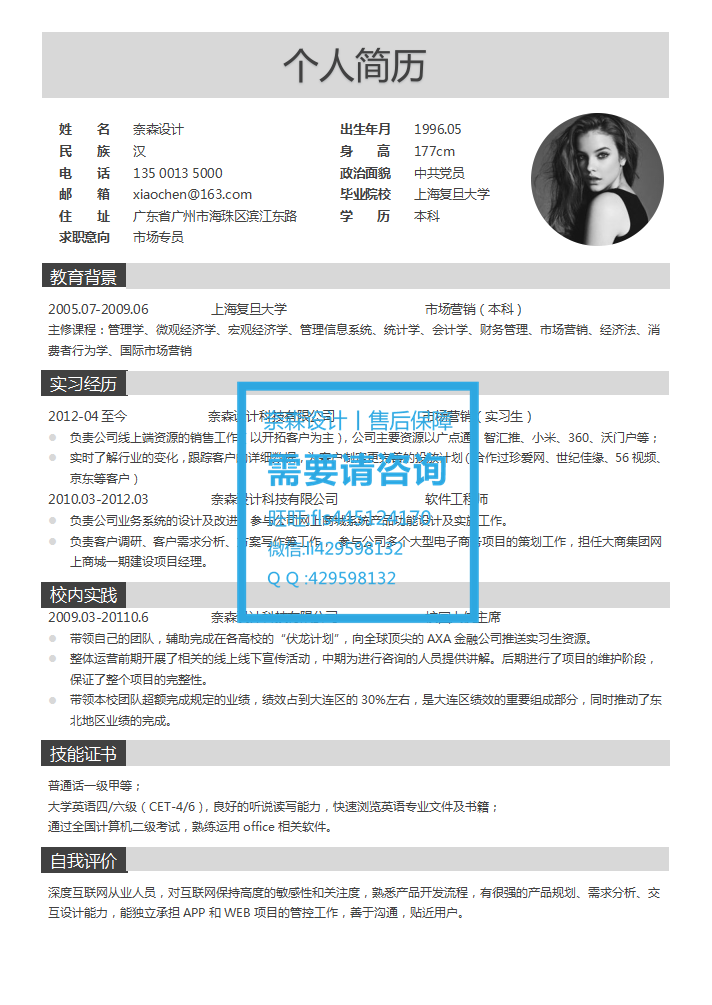 个人简历
姓 名 奈森设计 出生年月 1996.05
民 族 汉 身 高 177cm
电 话 135 0013 5000 政治面貌 中共党员
邮 箱 xiaochen@163.com 毕业院校 上海复旦大学
住 址 广东省广州市海珠区滨江东路 学 历 本科
求职意向 市场专员
教育背景
2005.07-2009.06 上海复旦大学 市场营销（本科）
主修课程：管理学、微观经济学、宏观经济学、管理信息系统、统计学、会计学、财务管理、市场营销、经济法、消
费者行为学、国际市场营销
实习经历
2012-04 至今 奈森设计科技有限公司 市场营销（实习生）
负责公司线上端资源的销售工作（以开拓客户为主），公司主要资源以广点通、智汇推、小米、360、沃门户等；
实时了解行业的变化，跟踪客户的详细数据，为客户制定更完善的投放计划（合作过珍爱网、世纪佳缘、56 视频、
京东等客户）
2010.03-2012.03 奈森设计科技有限公司 软件工程师
负责公司业务系统的设计及改进，参与公司网上商城系统产品功能设计及实施工作。
负责客户调研、客户需求分析、方案写作等工作， 参与公司多个大型电子商务项目的策划工作，担任大商集团网
上商城一期建设项目经理。
校内实践
2009.03-20110.6 奈森设计科技有限公司 主席
带领自己的团队，辅助完成在各高校的“伏龙计划”，向全球顶尖的 AXA 金融公司推送实习生资源。
整体运营前期开展了相关的线上线下宣传活动，中期为进行咨询的人员提供讲解。后期进行了项目的维护阶段，
保证了整个项目的完整性。
带领本校团队超额完成规定的业绩，绩效占到大连区的 30%左右，是大连区绩效的重要组成部分，同时推动了东
北地区业绩的完成。
技能证书
普通话一级甲等；
大学英语四/六级（CET-4/6），良好的听说读写能力，快速浏览英语专业文件及书籍；
通过全国计算机二级考试，熟练运用 office 相关软件。
自我评价
深度互联网从业人员，对互联网保持高度的敏感性和关注度，熟悉产品开发流程，有很强的产品规划、需求分析、交
互设计能力，能独立承担 APP 和 WEB 项目的管控工作，善于沟通，贴近用户。
奈森设计丨售后保障
需要请咨询
旺旺:fl:445124170
微信:ll429598132
Q Q :429598132